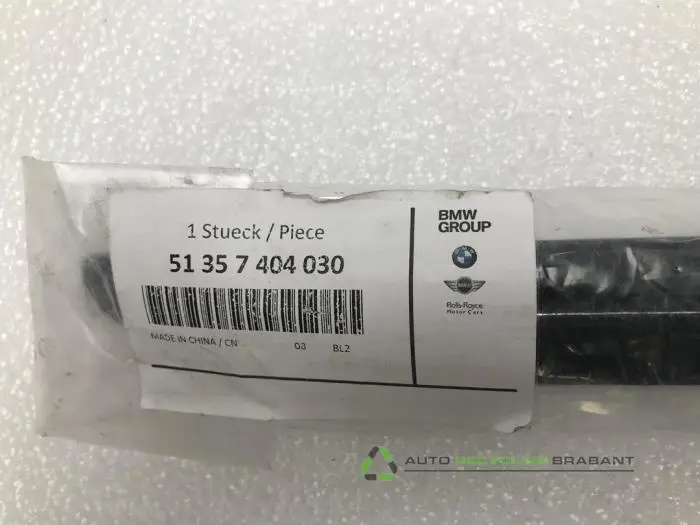 1 Stueck / Piece
51 35 7 404 030
MADE IN CHINA / CN 03 BL2
BMW
GROUP
Rolls-Royce
Motor Cars
AUTO RECYCLING BRABANT